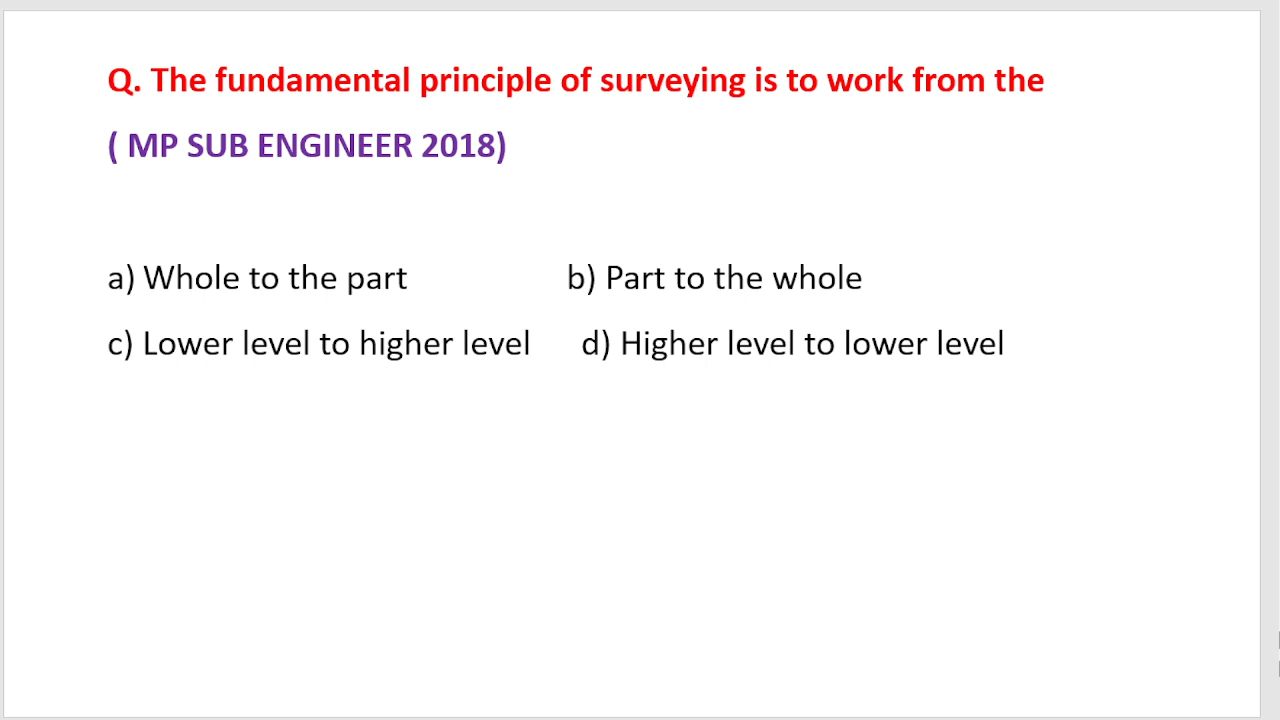 Q. The fundamental principle of surveying is to work from the
( MP SUB ENGINEER 2018)
a) Whole to the part b) Part to the whole
c) Lower level to higher level d) Higher level to lower level